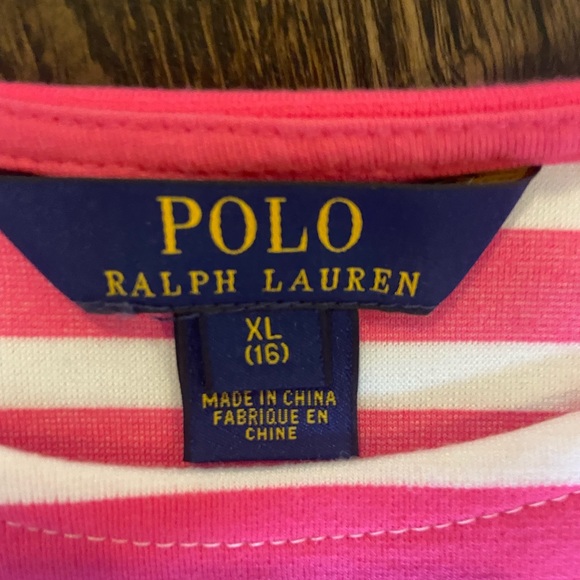 POLO
RALPH LAUREN
XL
(16)
MADE IN CHINA
FABRIQUE EN
CHINE